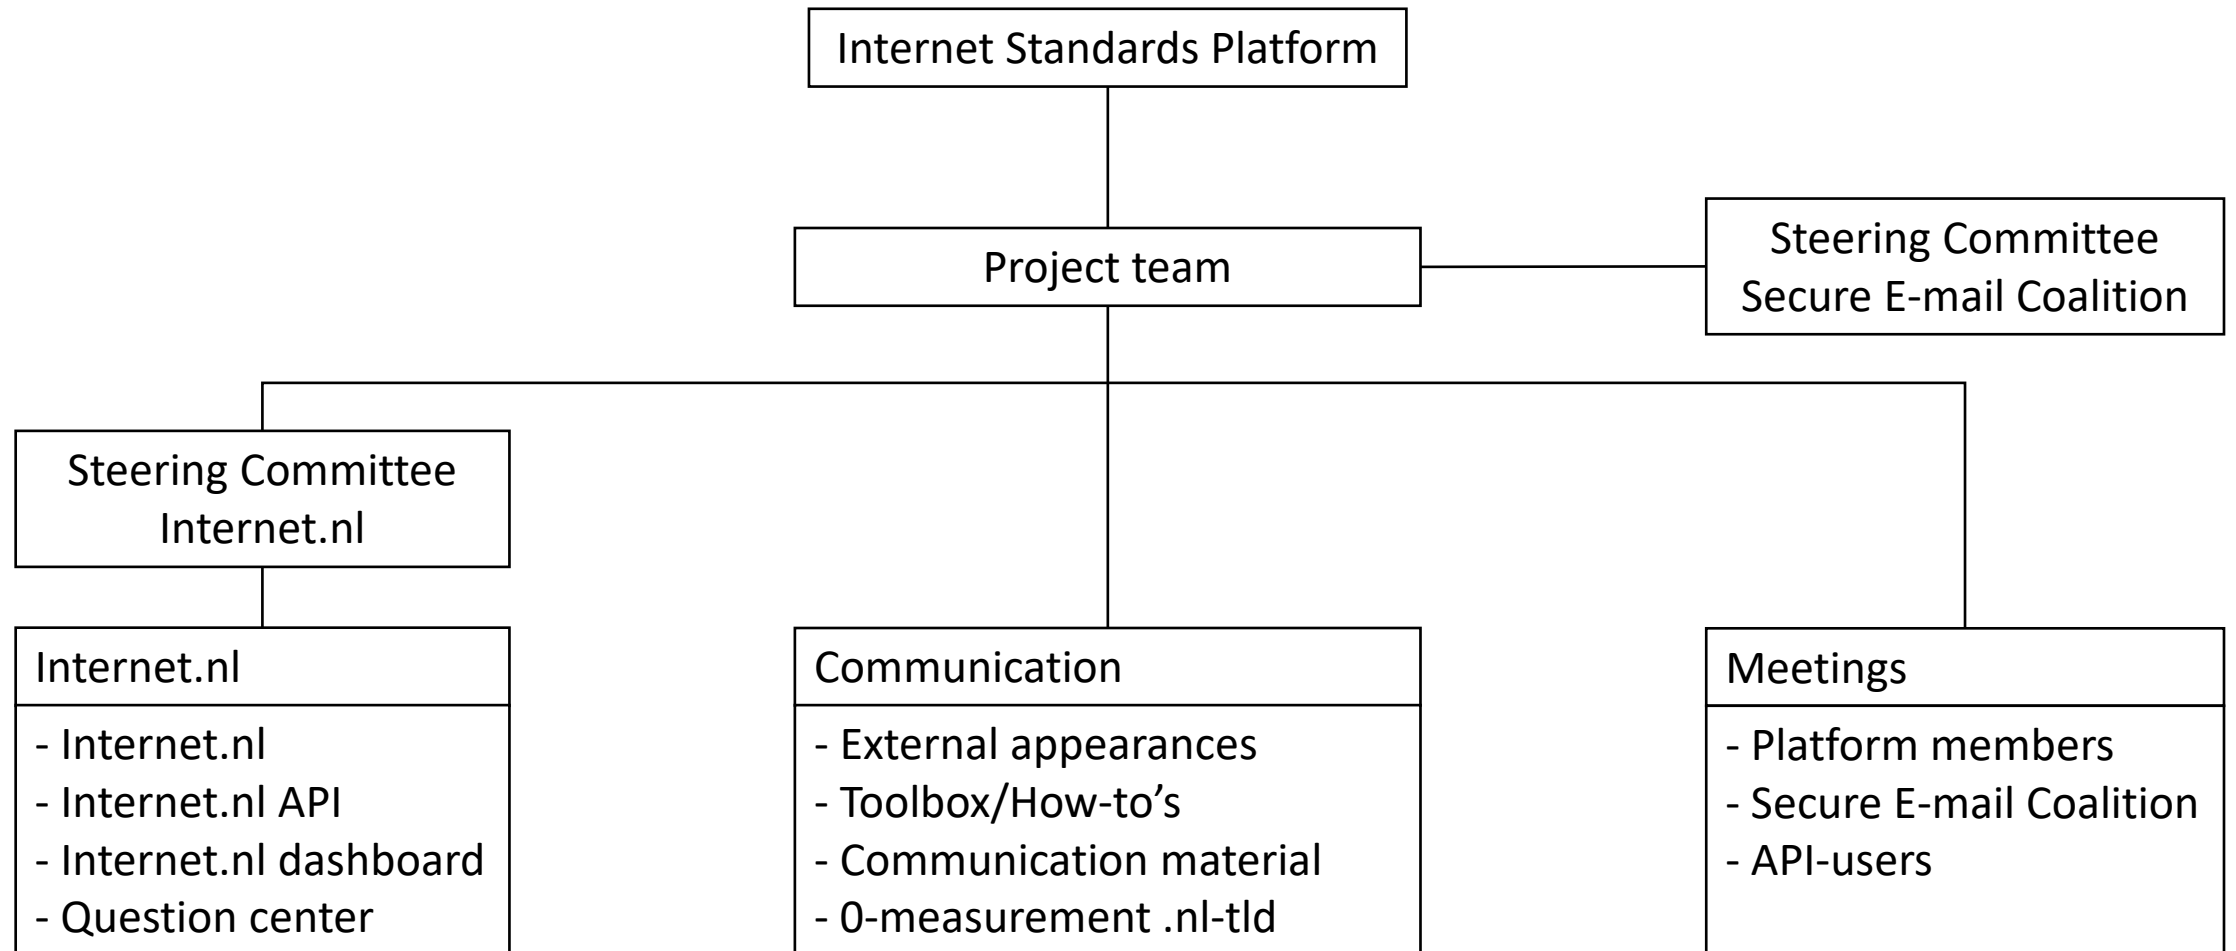 Internet Standards Platform
Project team
Steering Committee
Secure E-mail Coalition
Steering Committee
Internet.nl
Internet.nl
- Internet.nl
- Internet.nl API
- Internet.nl dashboard
- Question center
Communication
- External appearances
- Toolbox/How-to’s
- Communication material
- 0-measurement .nl-tld
Meetings
- Platform members
- Secure E-mail Coalition
- API-users